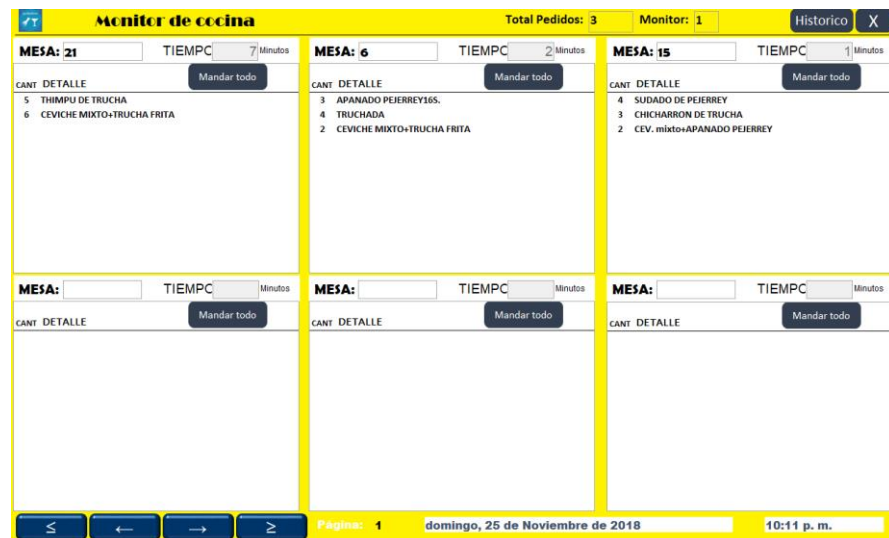 Monitor de cocina Total Pedidos: 3 Monitor: 1 Historico X
MESA: 21 TIEMPO 7 Minutos
Mandar todo
CANT DETALLE
5 THIMPU DE TRUCHA
6 CEVICHE MIXTO+TRUCHA FRITA
MESA: 6 TIEMPO 2 Minutos
Mandar todo
CANT DETALLE
3 APANADO PEJERREY16S.
4 TRUCHADA
2 CEVICHE MIXTO+TRUCHA FRITA
MESA: 15 TIEMPO 1 Minutos
Mandar todo
CANT DETALLE
4 SUDADO DE PEJERREY
3 CHICHARRON DE TRUCHA
2 CEV. mixto+APANADO PEJERREY
MESA: TIEMPO Minutos
Mandar todo
CANT DETALLE
MESA: TIEMPO Minutos
Mandar todo
CANT DETALLE
MESA: TIEMPO Minutos
Mandar todo
CANT DETALLE
≤ ← → ≥ Página: 1 domingo, 25 de Noviembre de 2018 10:11 p. m.